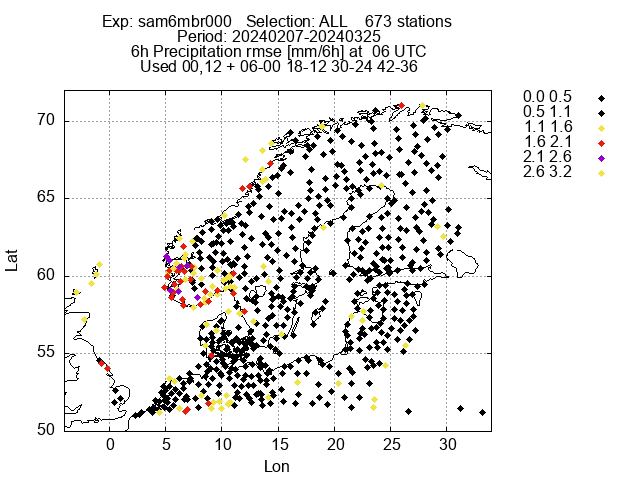 Exp: sam6mbr000   Selection: ALL    673 stations
Period: 20240207-20240325
6h Precipitation rmse [mm/6h] at  06 UTC
Used 00,12 + 06-00 18-12 30-24 42-36
0.0 0.5
0.5 1.1
1.1 1.6
1.6 2.1
2.1 2.6
2.6 3.2
70
65
60
55
50
Lat
0 5 10 15 20 25 30
Lon